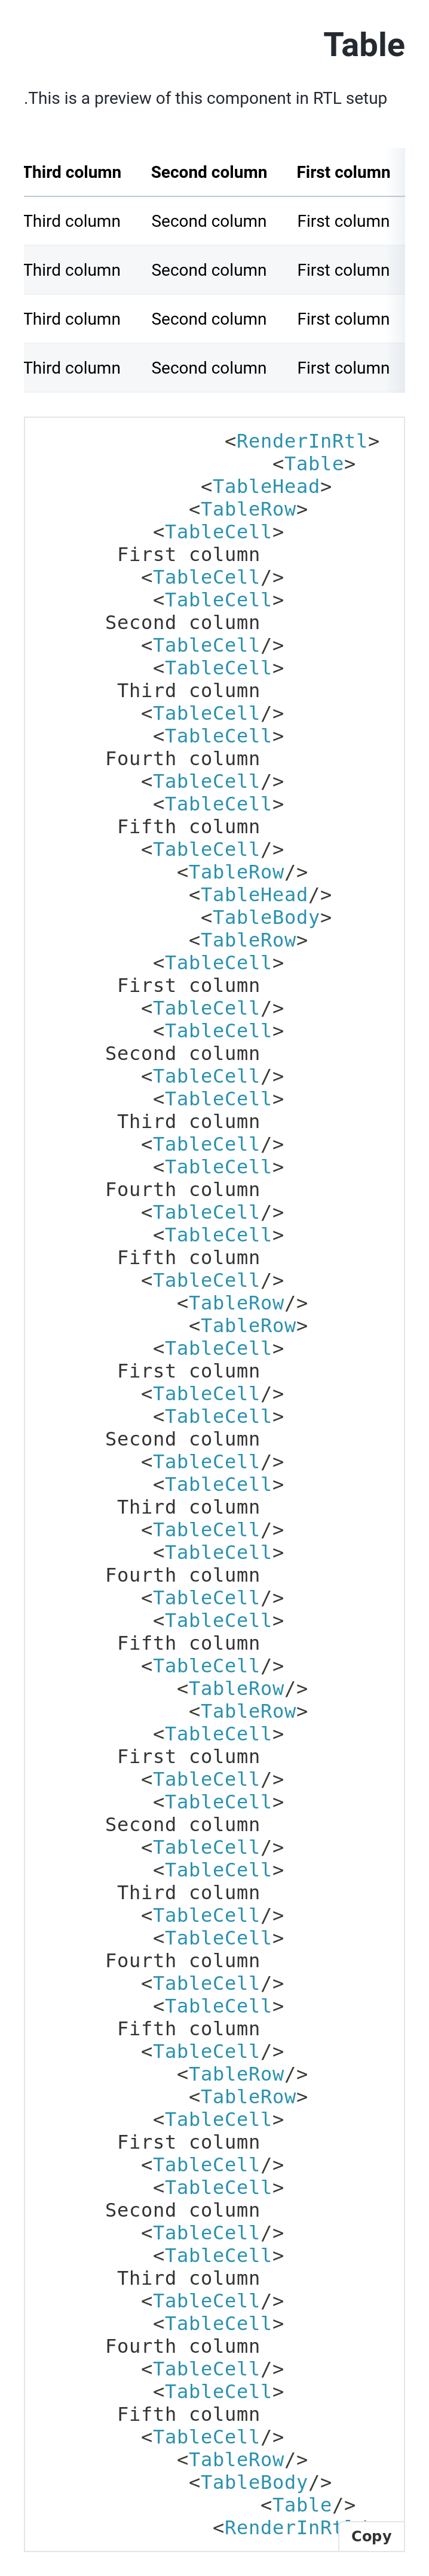 Table
.This is a preview of this component in RTL setup
Third column Second column First column
Third column Second column First column
Third column Second column First column
Third column Second column First column
Third column Second column First column
<RenderInRtl>
<Table>
<TableHead>
<TableRow>
<TableCell>
First column
<TableCell/>
<TableCell>
Second column
<TableCell/>
<TableCell>
Third column
<TableCell/>
<TableCell>
Fourth column
<TableCell/>
<TableCell>
Fifth column
<TableCell/>
<TableRow/>
<TableHead/>
<TableBody>
<TableRow>
<TableCell>
First column
<TableCell/>
<TableCell>
Second column
<TableCell/>
<TableCell>
Third column
<TableCell/>
<TableCell>
Fourth column
<TableCell/>
<TableCell>
Fifth column
<TableCell/>
<TableRow/>
<TableRow>
<TableCell>
First column
<TableCell/>
<TableCell>
Second column
<TableCell/>
<TableCell>
Third column
<TableCell/>
<TableCell>
Fourth column
<TableCell/>
<TableCell>
Fifth column
<TableCell/>
<TableRow/>
<TableRow>
<TableCell>
First column
<TableCell/>
<TableCell>
Second column
<TableCell/>
<TableCell>
Third column
<TableCell/>
<TableCell>
Fourth column
<TableCell/>
<TableCell>
Fifth column
<TableCell/>
<TableRow/>
<TableRow>
<TableCell>
First column
<TableCell/>
<TableCell>
Second column
<TableCell/>
<TableCell>
Third column
<TableCell/>
<TableCell>
Fourth column
<TableCell/>
<TableCell>
Fifth column
<TableCell/>
<TableRow/>
<TableBody/>
<Table/>
<RenderInRtl
Copy